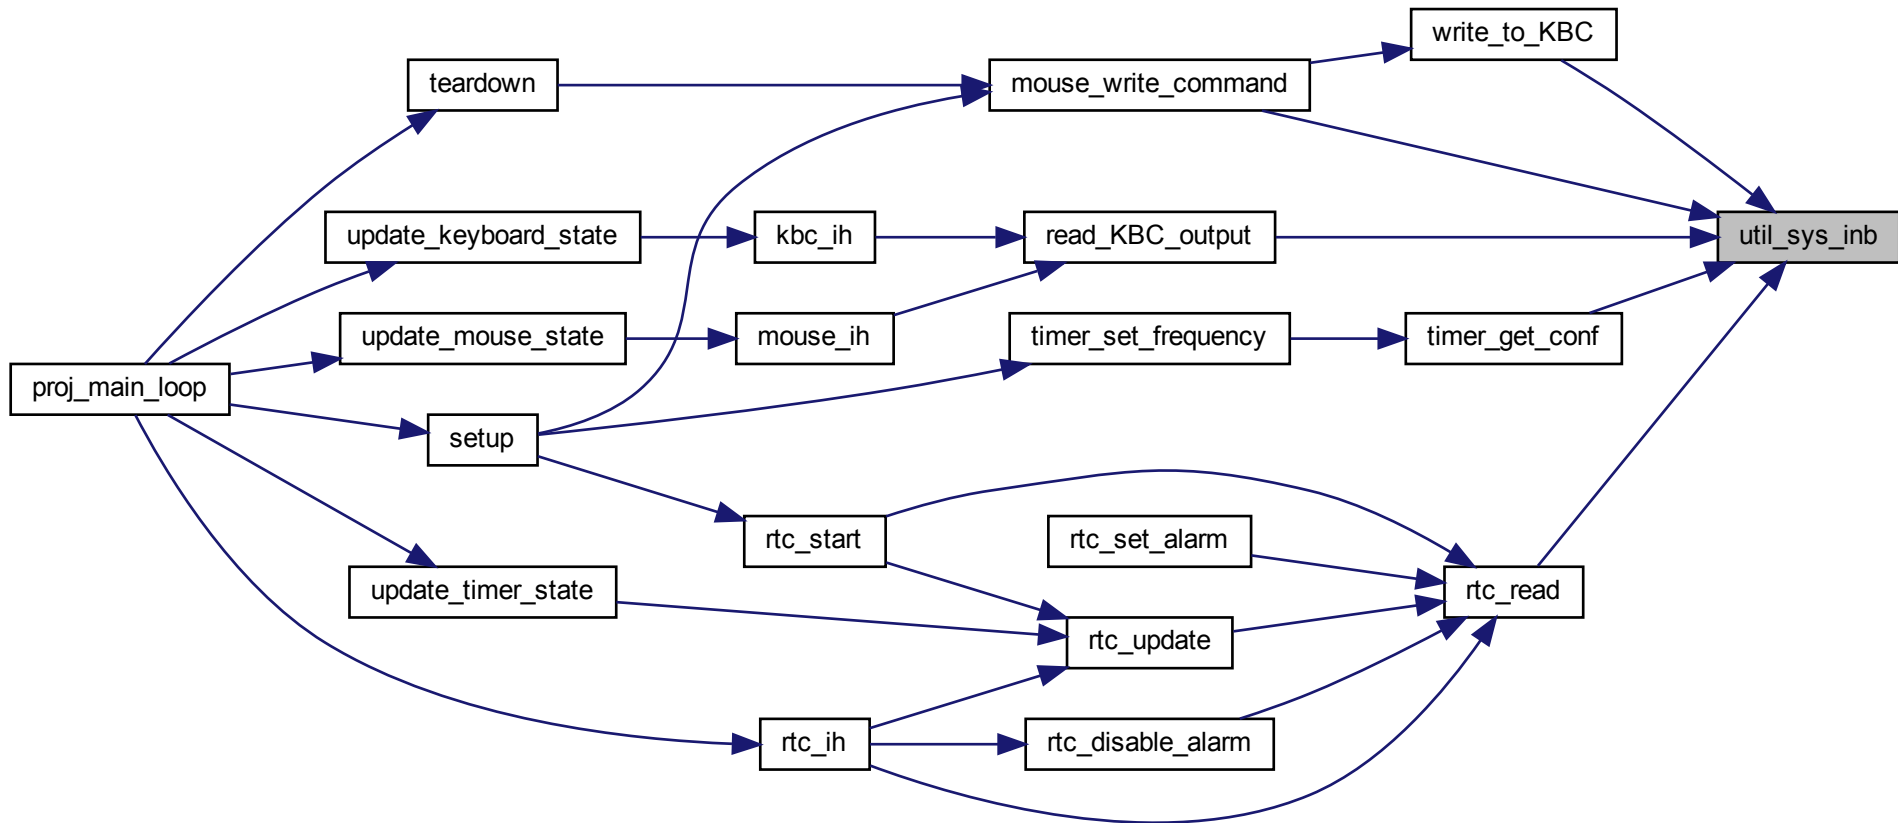 write_to_KBC
teardown
mouse_write_command
update_keyboard_state
kbc_ih
read_KBC_output
util_sys_inb
update_mouse_state
mouse_ih
timer_set_frequency
timer_get_conf
proj_main_loop
setup
rtc_start
rtc_set_alarm
update_timer_state
rtc_read
rtc_update
rtc_ih
rtc_disable_alarm